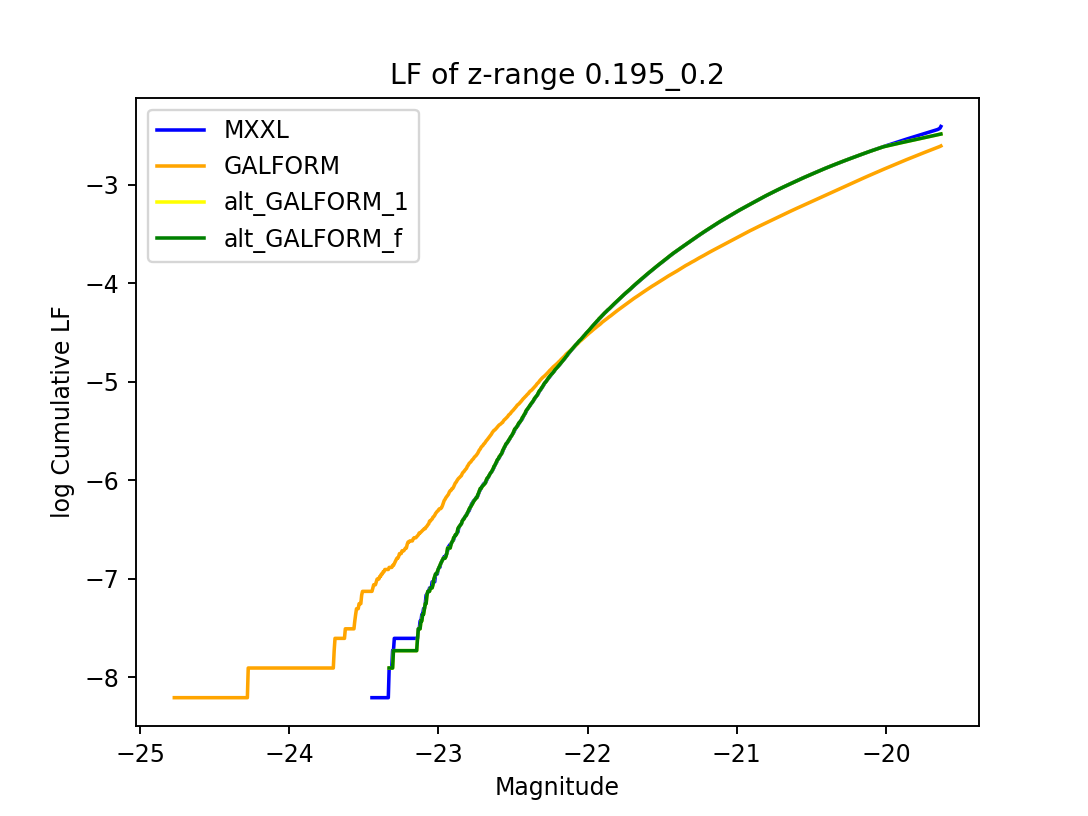 LF of z-range 0.195_0.2
MXXL
GALFORM
alt_GALFORM_1
alt_GALFORM_f
log Cumulative LF
−3
−4
−5
−6
−7
−8
−25
−24
−23
−22
−21
−20
Magnitude